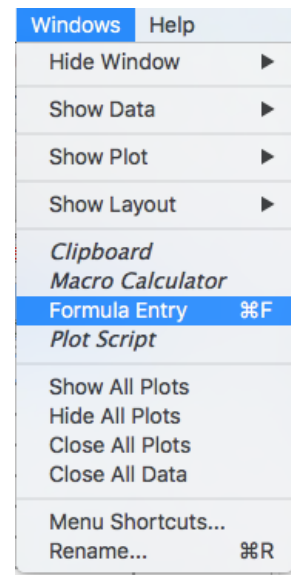 Windows Help
Hide Window ▶
Show Data ▶
Show Plot ▶
Show Layout ▶
Clipboard
Macro Calculator
Formula Entry ⌘F
Plot Script
Show All Plots
Hide All Plots
Close All Plots
Close All Data
Menu Shortcuts...
Rename... ⌘R